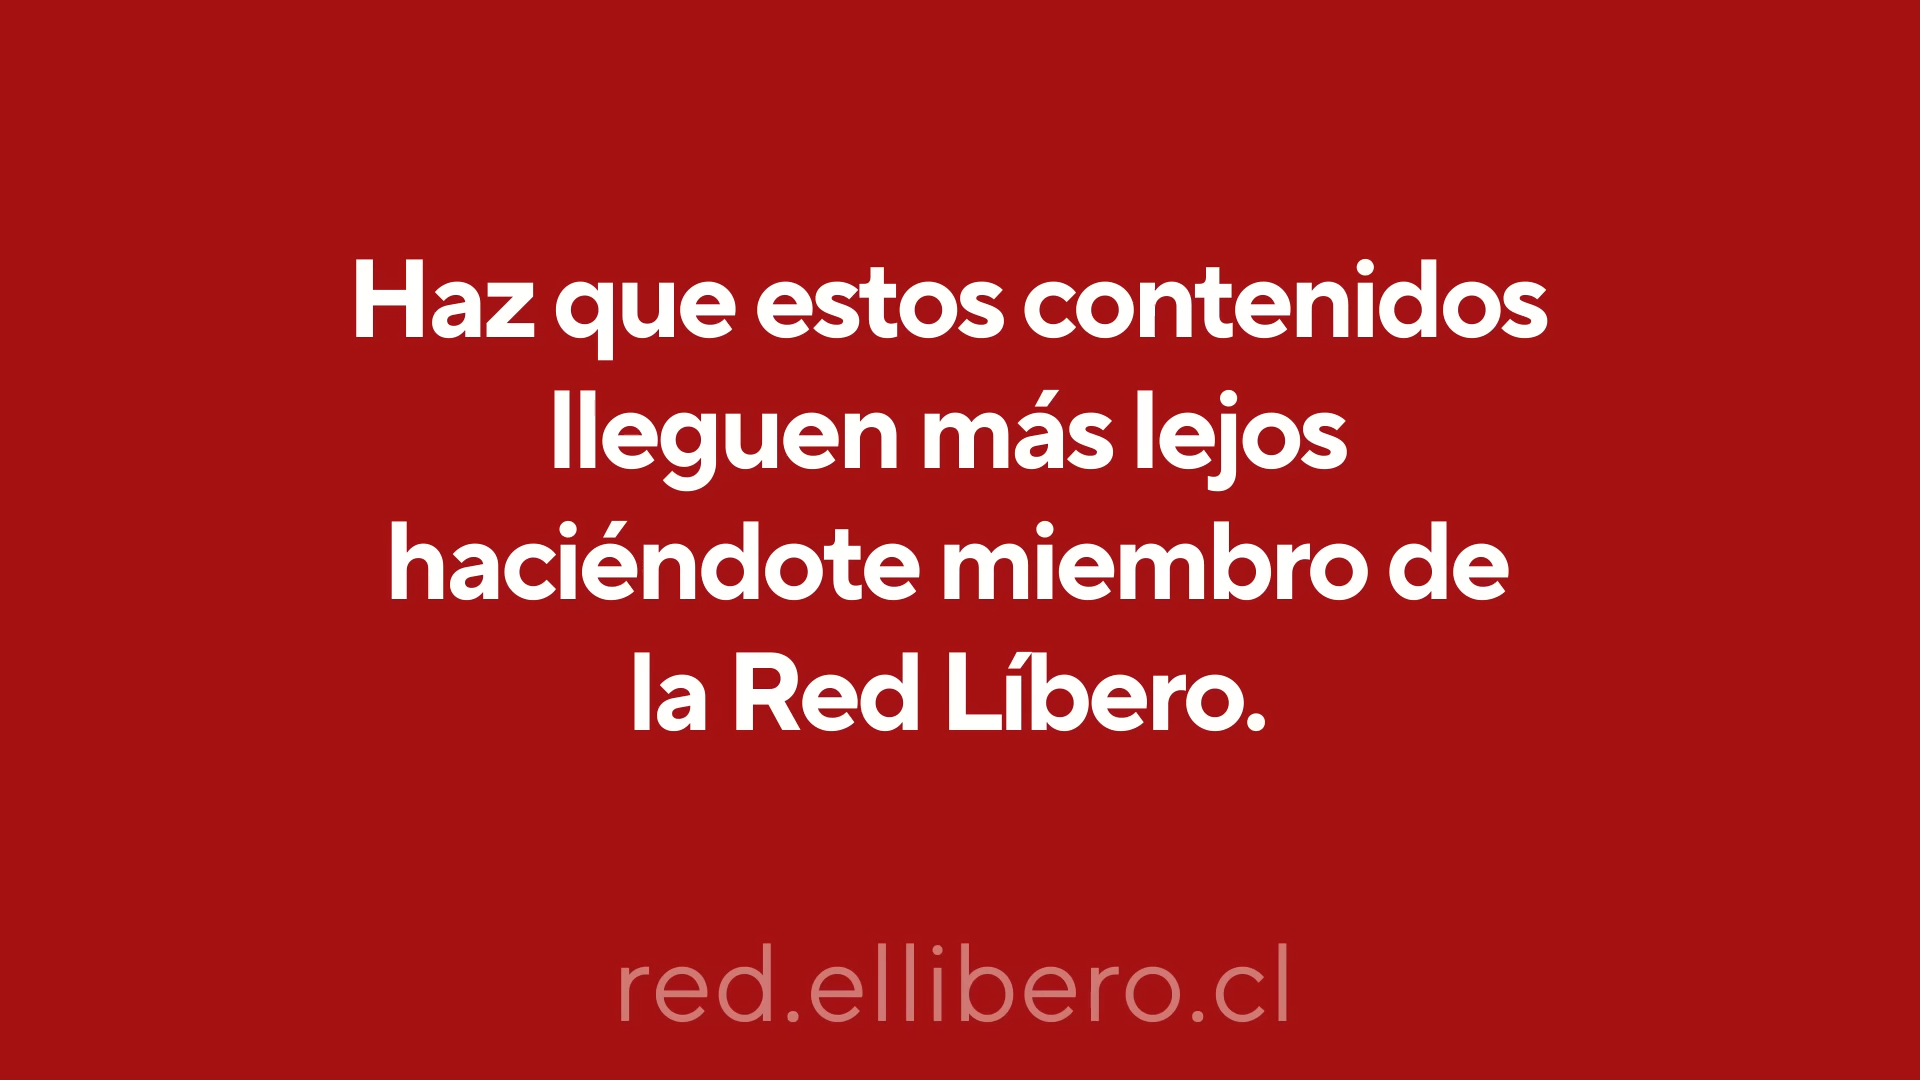 Haz que estos contenidos
lleguen más lejos
haciéndote miembro de
la Red Líbero.
red.ellibero.cl